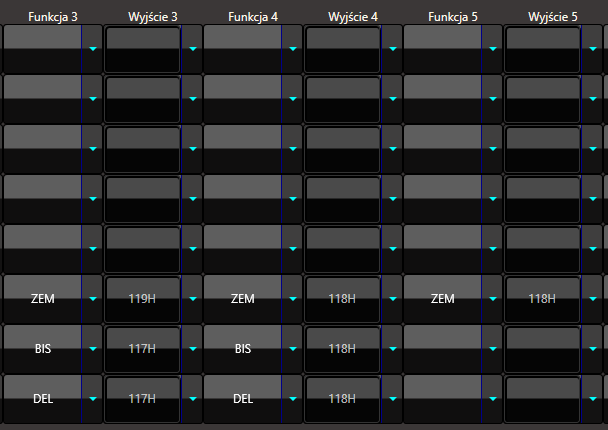 Funkcja 3 Wyjście 3 Funkcja 4 Wyjście 4 Funkcja 5 Wyjście 5
ZEM 119H ZEM 118H ZEM 118H
BIS 117H BIS 118H
DEL 117H DEL 118H